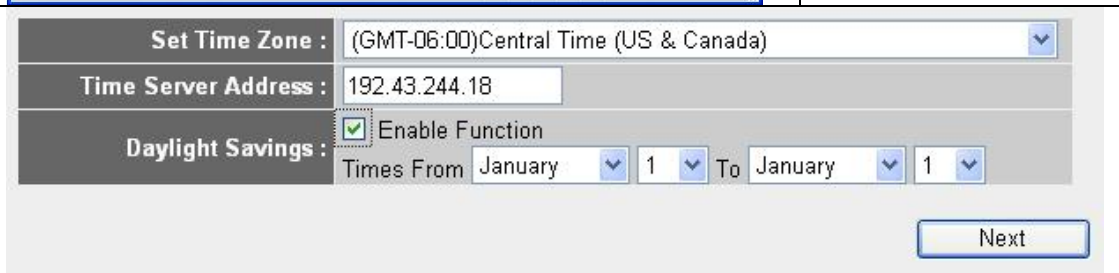 Set Time Zone : (GMT-06:00)Central Time (US & Canada)
Time Server Address : 192.43.244.18
Daylight Savings : Enable Function
Times From January 1 To January 1
Next